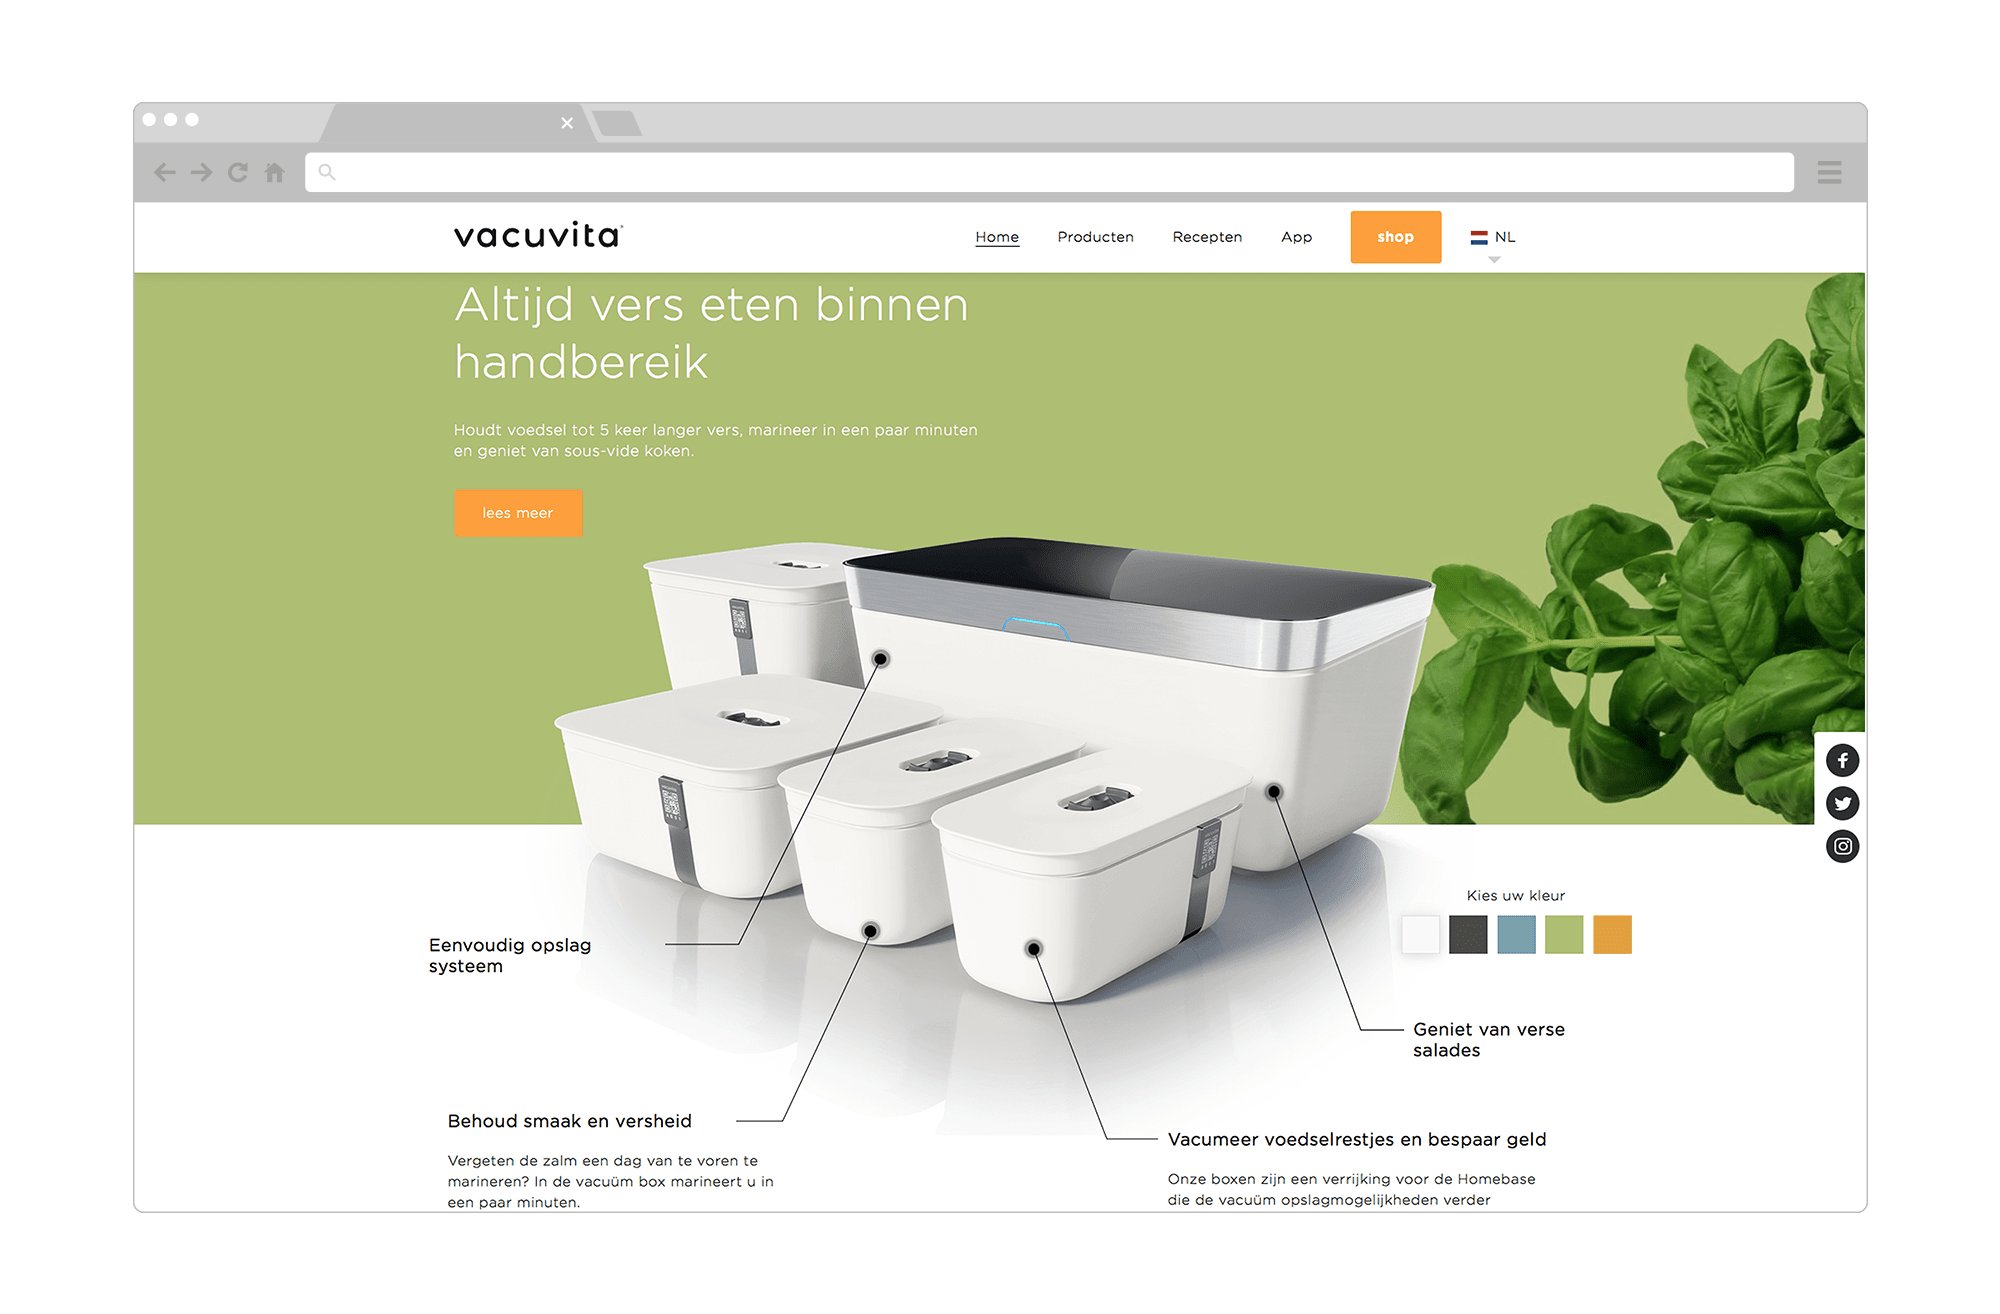 vacuvita
Home Producten Recepten App shop NL
Altijd vers eten binnen
handbereik
Houdt voedsel tot 5 keer langer vers, marineer in een paar minuten
en geniet van sous-vide koken.
lees meer
Kies uw kleur
Eenvoudig opslag
systeem
Geniet van verse
salades
Behoud smaak en versheid
Vergeten de zalm een dag van te voren te
marineren? In de vacuüm box marineert u in
een paar minuten.
Vacumeer voedselrestjes en bespaar geld
Onze boxen zijn een verrijking voor de Homebase
die de vacuüm opslagmogelijkheden verder